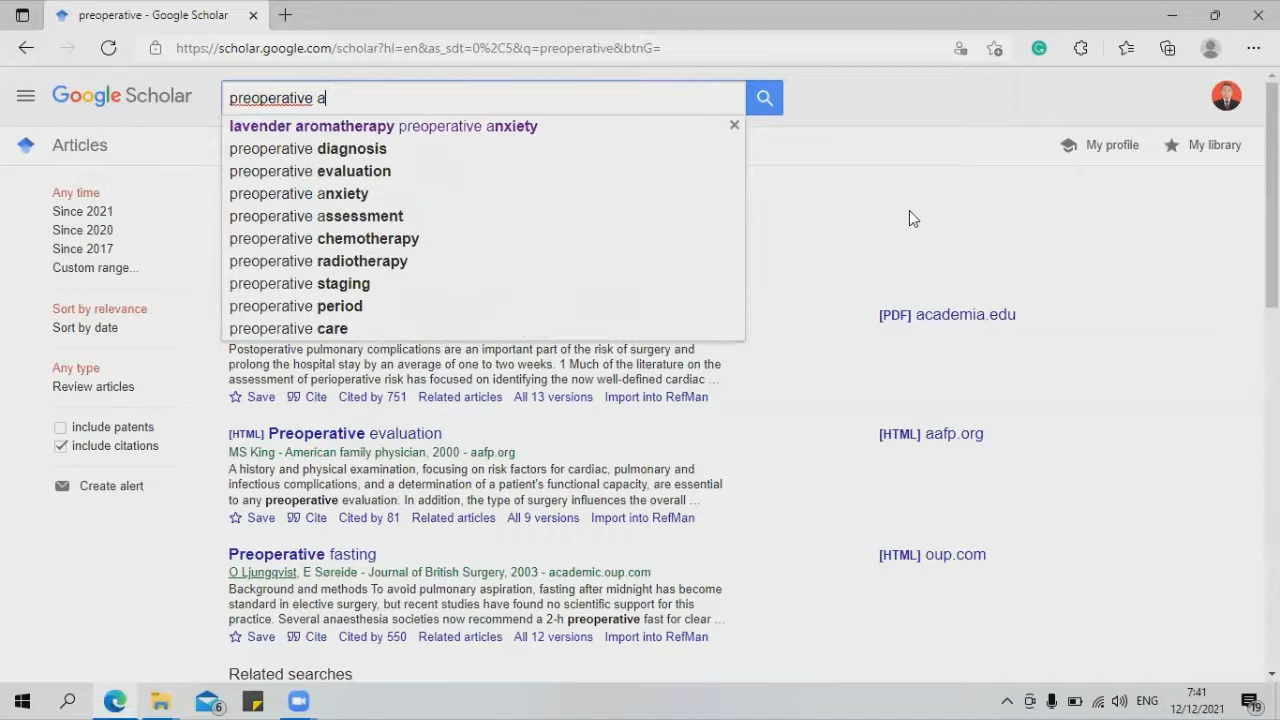 preoperative - Google Scholar
https://scholar.google.com/scholar?hl=en&as_sdt=0%2C5&q=preoperative&btnG=
Google Scholar
preoperative a
lavender aromatherapy preoperative anxiety
preoperative diagnosis
preoperative evaluation
preoperative anxiety
preoperative assessment
preoperative chemotherapy
preoperative radiotherapy
preoperative staging
preoperative period
preoperative care
Articles
My profile
My library
Any time
Since 2021
Since 2020
Since 2017
Custom range...
Sort by relevance
Sort by date
Any type
Review articles
include patents
include citations
Create alert
[PDF] academia.edu
Postoperative pulmonary complications are an important part of the risk of surgery and
prolong the hospital stay by an average of one to two weeks. 1 Much of the literature on the
assessment of perioperative risk has focused on identifying the now well-defined cardiac ...
Save Cite Cited by 751 Related articles All 13 versions Import into RefMan
[HTML] Preoperative evaluation
[HTML] aafp.org
MS King - American family physician, 2000 - aafp.org
A history and physical examination, focusing on risk factors for cardiac, pulmonary and
infectious complications, and a determination of a patient's functional capacity, are essential
to any preoperative evaluation. In addition, the type of surgery influences the overall ...
Save Cite Cited by 81 Related articles All 9 versions Import into RefMan
Preoperative fasting
[HTML] oup.com
O Ljungqvist, E Søreide - Journal of British Surgery, 2003 - academic.oup.com
Background and methods To avoid pulmonary aspiration, fasting after midnight has become
standard in elective surgery, but recent studies have found no scientific support for this
practice. Several anaesthesia societies now recommend a 2-h preoperative fast for clear ...
Save Cite Cited by 550 Related articles All 12 versions Import into RefMan
Related searches
6
ENG
7:41
12/12/2021
19